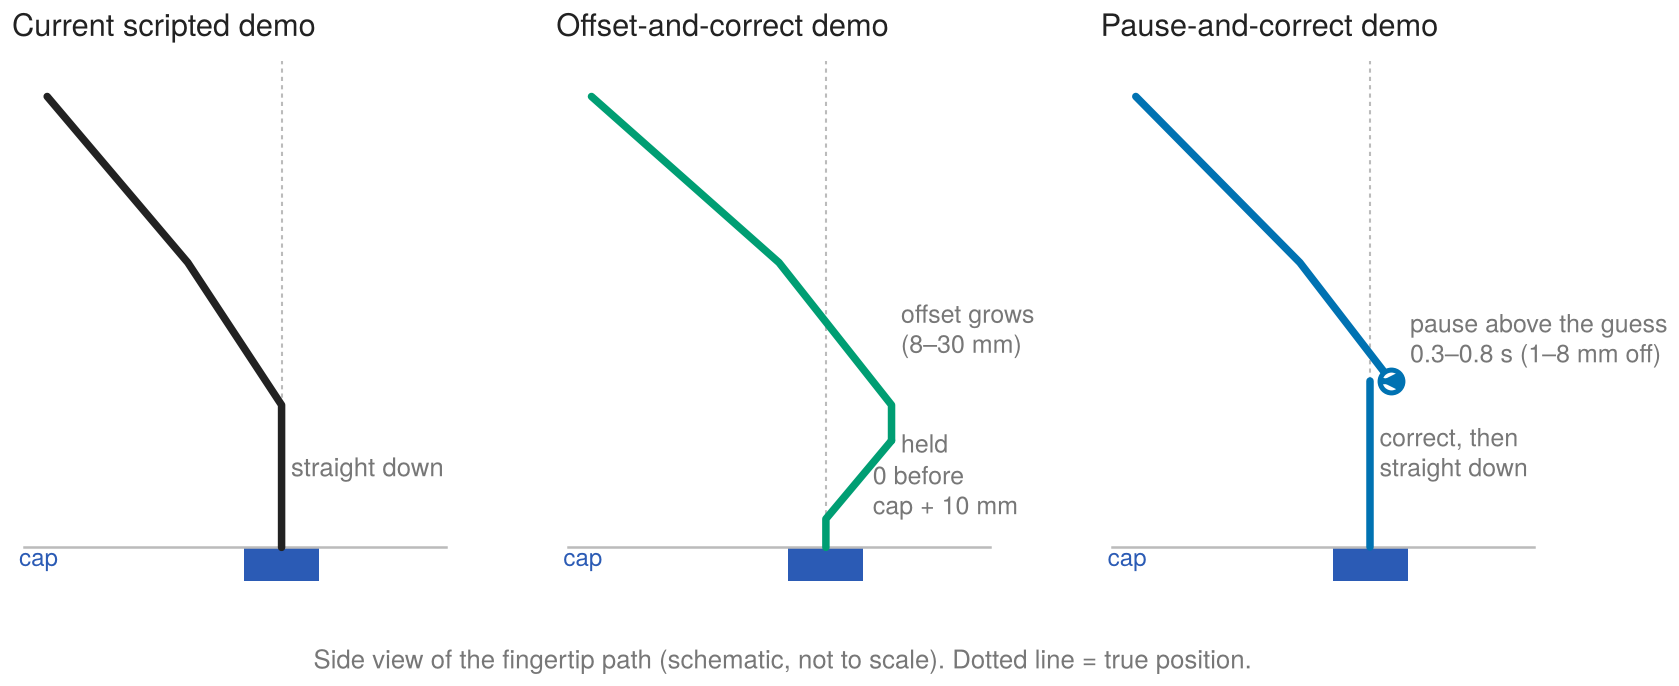 Current scripted demo
Offset-and-correct demo
Pause-and-correct demo
straight down
cap
offset grows
(8–30 mm)
held
0 before
cap + 10 mm
cap
pause above the guess
0.3–0.8 s (1–8 mm off)
correct, then
straight down
cap
Side view of the fingertip path (schematic, not to scale). Dotted line = true position.